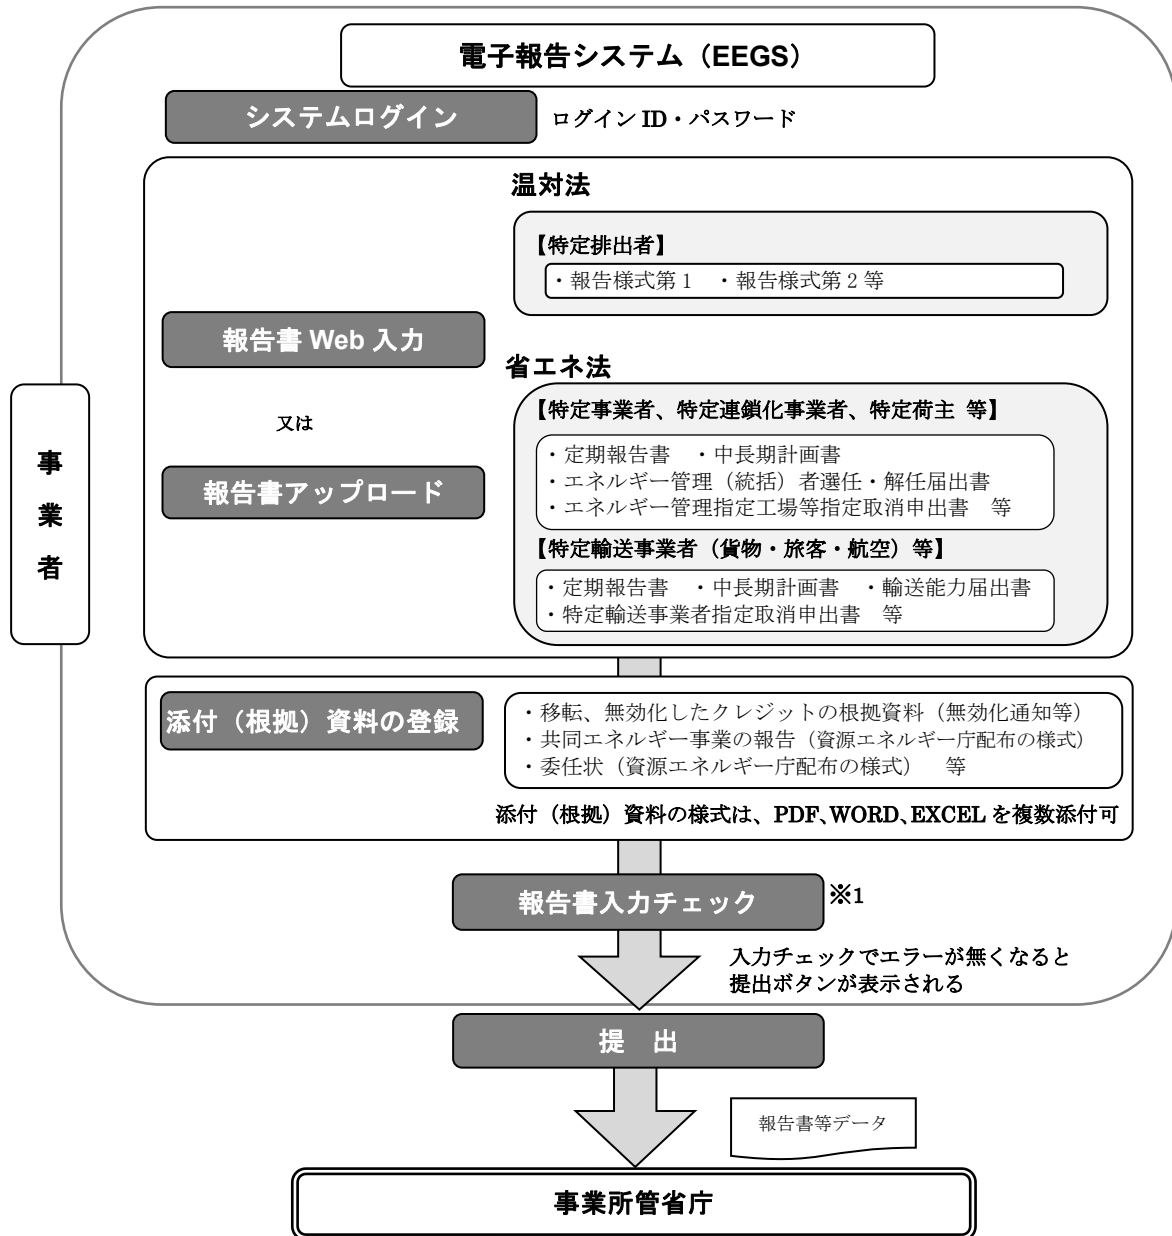 電子報告システム（EEGS）
システムログイン
ログイン ID・パスワード
温対法
【特定排出者】
・報告様式第 1　・報告様式第 2 等
報告書 Web 入力
又は
報告書アップロード
省エネ法
【特定事業者、特定連鎖化事業者、特定荷主 等】
・定期報告書　・中長期計画書
・エネルギー管理（統括）者選任・解任届出書
・エネルギー管理指定工場等指定取消申出書　等
【特定輸送事業者（貨物・旅客・航空）等】
・定期報告書　・中長期計画書　・輸送能力届出書
・特定輸送事業者指定取消申出書　等
事
業
者
添付（根拠）資料の登録
・移転、無効化したクレジットの根拠資料（無効化通知等）
・共同エネルギー事業の報告（資源エネルギー庁配布の様式）
・委任状（資源エネルギー庁配布の様式）　等
添付（根拠）資料の様式は、PDF、WORD、EXCEL を複数添付可
報告書入力チェック
※1
入力チェックでエラーが無くなると
提出ボタンが表示される
提　出
報告書等データ
事業所管省庁